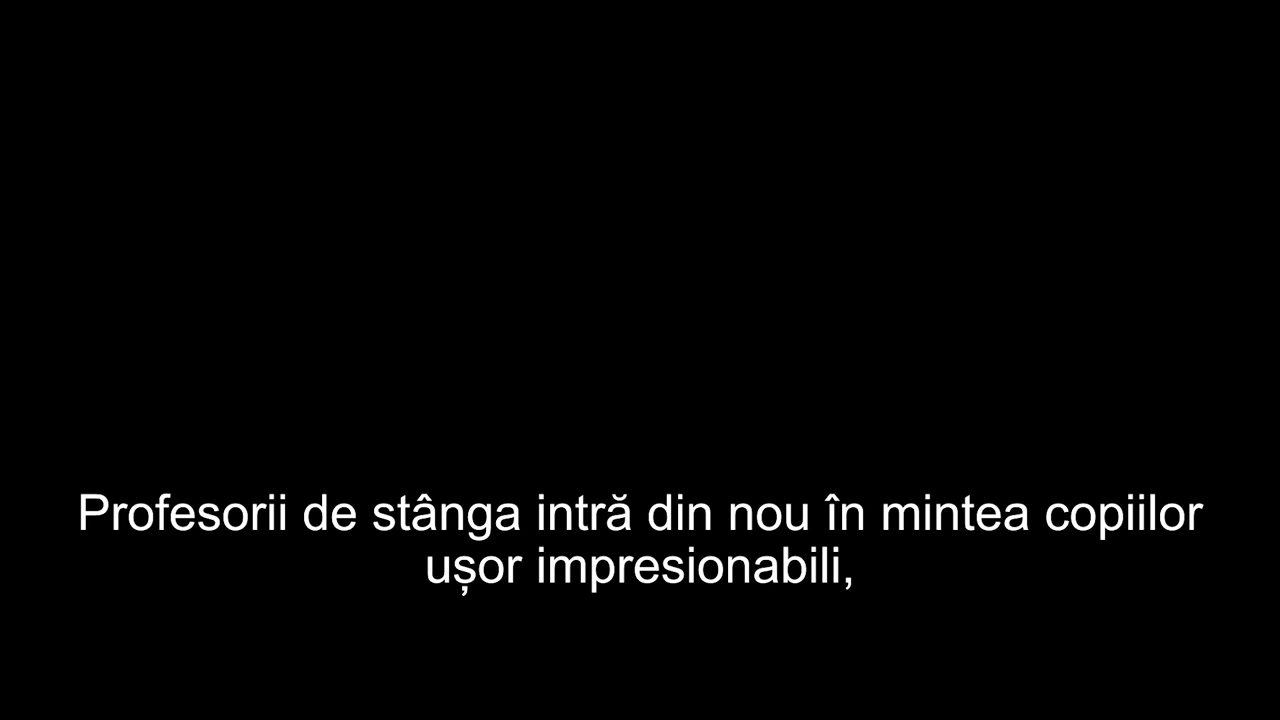 Profesorii de stânga intră din nou în mintea copiilor
ușor impresionabili,